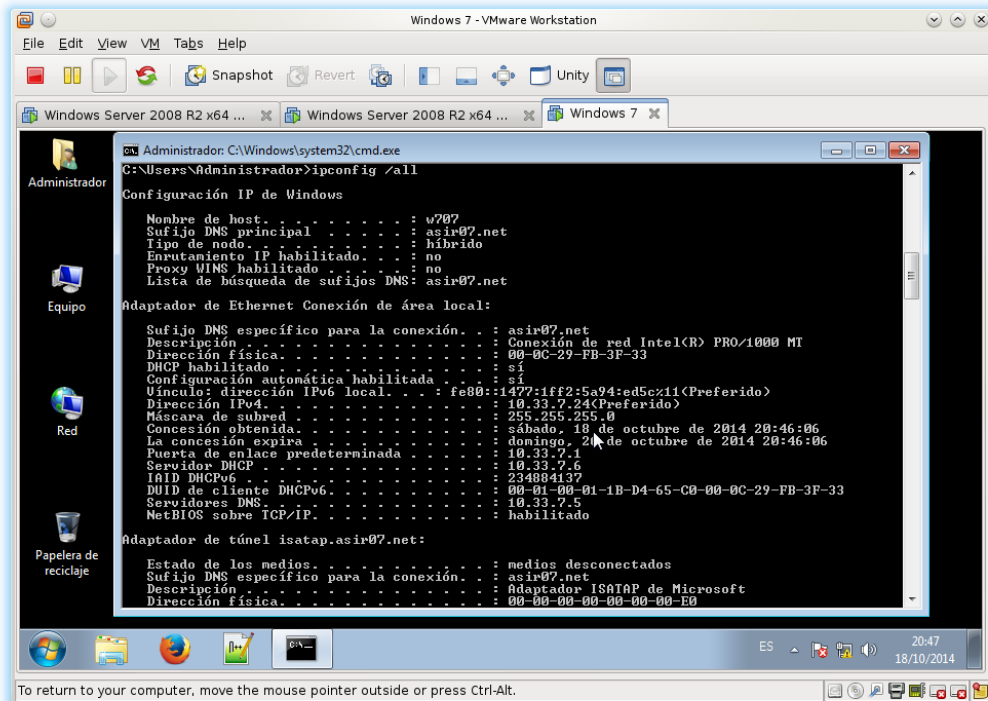 Windows 7 - VMware Workstation
File Edit View VM Tabs Help
Snapshot Revert Unity
Windows Server 2008 R2 x64 ... Windows Server 2008 R2 x64 ... Windows 7
Administrador: C:\Windows\system32\cmd.exe
C:\Users\Administrador>ipconfig /all
Configuración IP de Windows
Nombre de host. . . . . . . . . : w707
Sufijo DNS principal . . . . . : asir07.net
Tipo de nodo. . . . . . . . . . : híbrido
Enrutamiento IP habilitado. . . : no
Proxy WINS habilitado . . . . . : no
Lista de búsqueda de sufijos DNS: asir07.net
Adaptador de Ethernet Conexión de área local:
Sufijo DNS específico para la conexión. . : asir07.net
Descripción . . . . . . . . . . . . . . . : Conexión de red Intel(R) PRO/1000 MT
Dirección física. . . . . . . . . . . . . : 00-0C-29-FB-3F-33
DHCP habilitado . . . . . . . . . . . . . : sí
Configuración automática habilitada . . . : sí
Vínculo: dirección IPv6 local. . . : fe80::1477:1ff2:5a94:ed5c%11(Preferido)
Dirección IPv4. . . . . . . . . . . . . . : 10.33.7.24(Preferido)
Máscara de subred . . . . . . . . . . . . : 255.255.255.0
Concesión obtenida. . . . . . . . . . . . : sábado, 18 de octubre de 2014 20:46:06
La concesión expira . . . . . . . . . . . : domingo, 26 de octubre de 2014 20:46:06
Puerta de enlace predeterminada . . . . . : 10.33.7.1
Servidor DHCP . . . . . . . . . . . . . . : 10.33.7.6
IAID DHCPv6 . . . . . . . . . . . . . . . : 234884137
DUID de cliente DHCPv6. . . . . . . . . . : 00-01-00-01-1B-D4-65-C0-00-0C-29-FB-3F-33
Servidores DNS. . . . . . . . . . . . . . : 10.33.7.5
NetBIOS sobre TCP/IP. . . . . . . . . . . : habilitado
Adaptador de túnel isatap.asir07.net:
Estado de los medios. . . . . . . . . . . : medios desconectados
Sufijo DNS específico para la conexión. . : asir07.net
Descripción . . . . . . . . . . . . . . . : Adaptador ISATAP de Microsoft
Dirección física. . . . . . . . . . . . . : 00-00-00-00-00-00-00-E0
Administrador
Equipo
Red
Papelera de
reciclaje
ES
20:47
18/10/2014
To return to your computer, move the mouse pointer outside or press Ctrl-Alt.